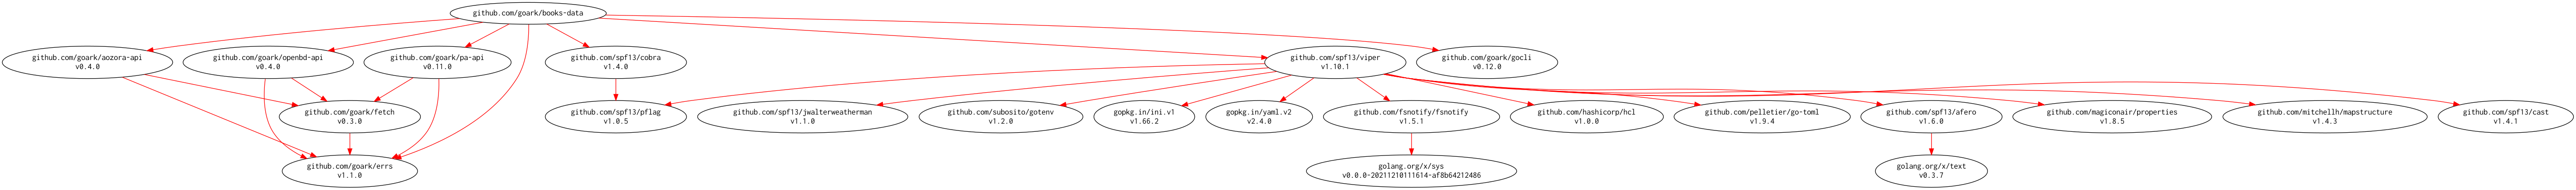 github.com/goark/books-data
github.com/goark/aozora-api
v0.4.0
github.com/goark/openbd-api
v0.4.0
github.com/goark/pa-api
v0.11.0
github.com/spf13/cobra
v1.4.0
github.com/spf13/viper
v1.10.1
github.com/goark/gocli
v0.12.0
github.com/goark/fetch
v0.3.0
github.com/spf13/pflag
v1.0.5
github.com/spf13/jwalterweatherman
v1.1.0
github.com/subosito/gotenv
v1.2.0
gopkg.in/ini.v1
v1.66.2
gopkg.in/yaml.v2
v2.4.0
github.com/fsnotify/fsnotify
v1.5.1
github.com/hashicorp/hcl
v1.0.0
github.com/pelletier/go-toml
v1.9.4
github.com/spf13/afero
v1.6.0
github.com/magiconair/properties
v1.8.5
github.com/mitchellh/mapstructure
v1.4.3
github.com/spf13/cast
v1.4.1
github.com/goark/errs
v1.1.0
golang.org/x/sys
v0.0.0-20211210111614-af8b64212486
golang.org/x/text
v0.3.7